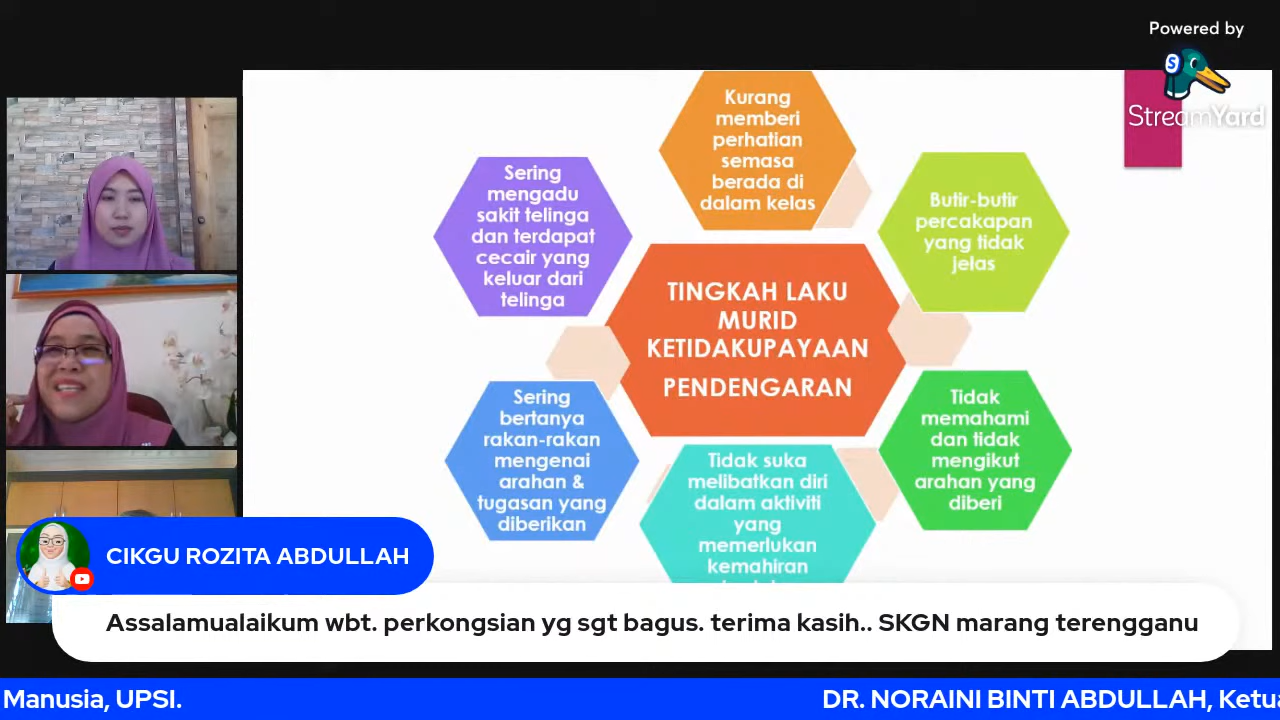 Powered by
StreamYard
Kurang
memberi
perhatian
semasa
berada di
dalam kelas
Sering
mengadu
sakit telinga
dan terdapat
cecair yang
keluar dari
telinga
Butir-butir
percakapan
yang tidak
jelas
TINGKAH LAKU
MURID
KETIDAKUPAYAAN
PENDENGARAN
Sering
bertanya
rakan-rakan
mengenai
arahan &
tugasan yang
diberikan
Tidak
memahami
dan tidak
mengikut
arahan yang
diberi
Tidak suka
melibatkan diri
dalam aktiviti
yang
memerlukan
kemahiran
CIKGU ROZITA ABDULLAH
Assalamualaikum wbt. perkongsian yg sgt bagus. terima kasih.. SKGN marang terengganu
Manusia, UPSI.
DR. NORAINI BINTI ABDULLAH, Ketua